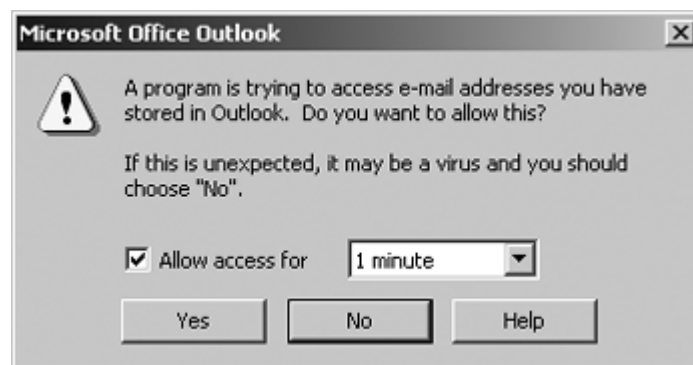 Microsoft Office Outlook
A program is trying to access e-mail addresses you have
stored in Outlook. Do you want to allow this?
If this is unexpected, it may be a virus and you should
choose "No".
Allow access for 1 minute
Yes No Help